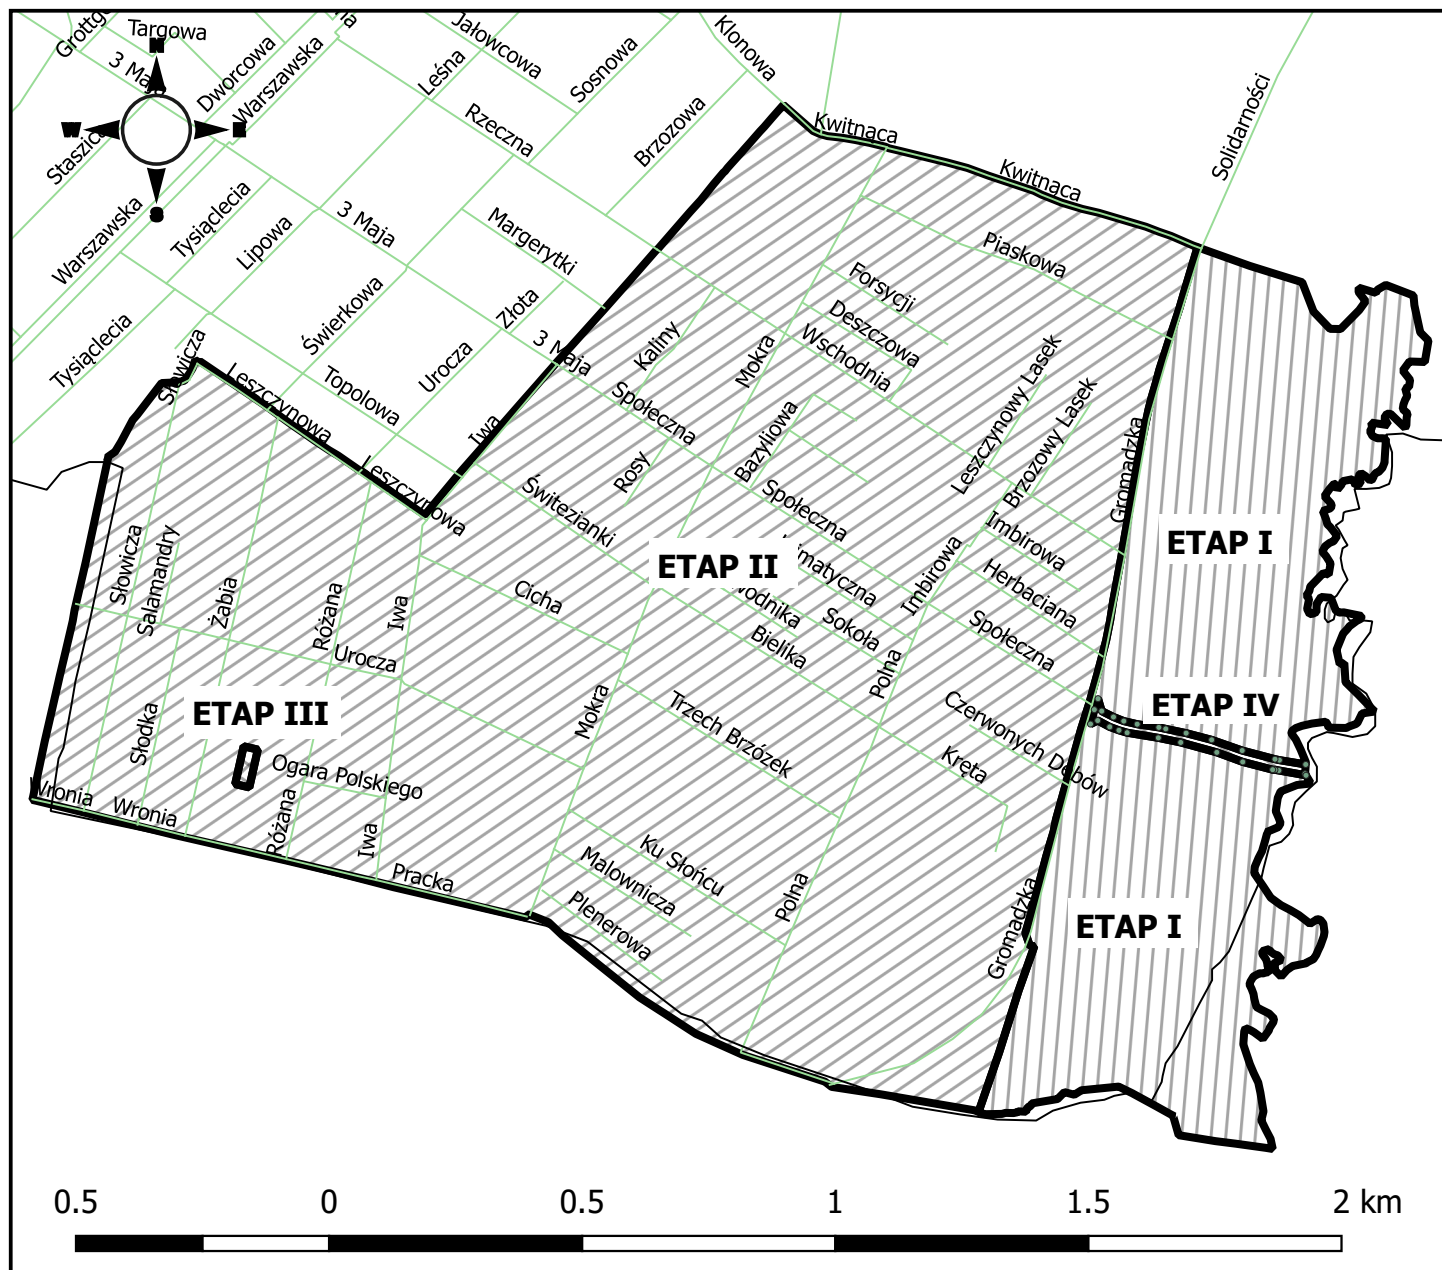 Targowa
3 Maja
Dworcowa
Warszawska
Staszica
N
W
E
S
Jałowcowa
Leśna
Sosnowa
Klonowa
Rzeczna
Brzozowa
Kwitnąca
Kwitnąca
Solidarności
Warszawska
Tysiąclecia
Lipowa
3 Maja
Margerytki
Piaskowa
Forsycji
Deszczowa
Wschodnia
Świerkowa
Złota
Tysiąclecia
Słowicza
Urocza
3 Maja
Kaliny
Mokra
Leszczynowa
Topolowa
Społeczna
Leszczynowy Lasek
Brzozowy Lasek
Iwa
Bazyliowa
Rosy
Gromadzka
Leszczynowa
Świtezianki
Społeczna
Imbirowa
ETAP I
Słowicza
Salamandry
Żabia
Różana
Iwa
Cicha
ETAP II
Imbirowa
Herbaciana
Sokoła
Bielika
Społeczna
Urocza
Polna
ETAP IV
ETAP III
Słodka
Mokra
Trzech Brzózek
Czerwonych Dębów
Kręta
Ogara Polskiego
Wronia
Wronia
Różana
Iwa
Pracka
Ku Słońcu
Malownicza
Plenerowa
Polna
Gromadzka
ETAP I
0.5 0 0.5 1 1.5 2 km